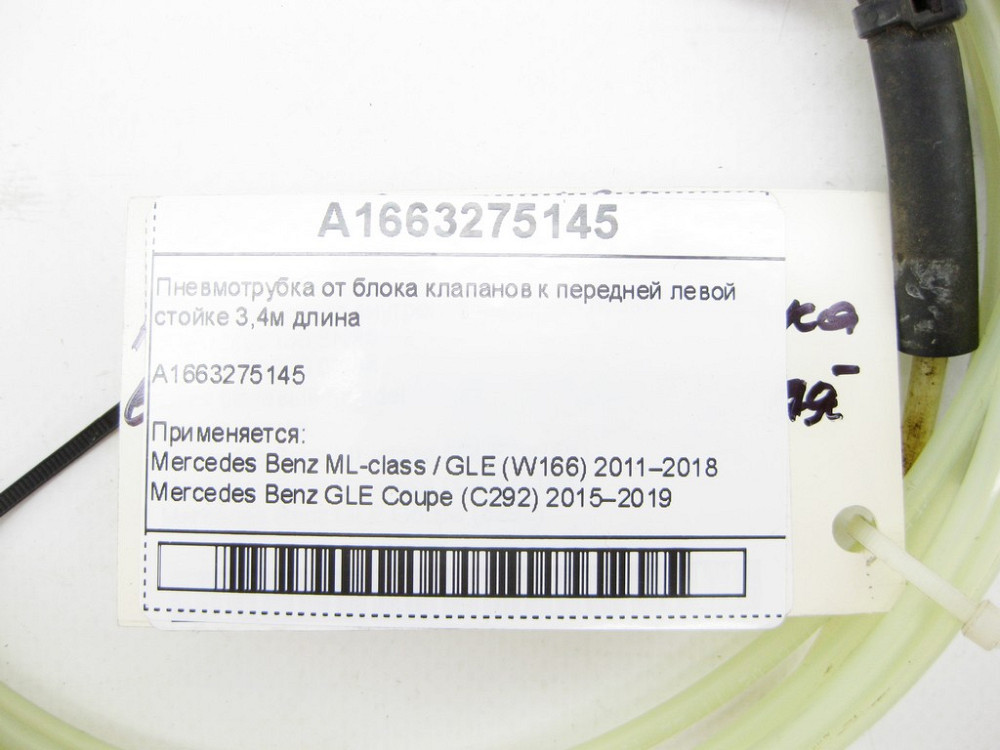 A1663275145
Пневмотрубка от блока клапанов к передней левой
стойке 3,4м длина
A1663275145
Применяется:
Mercedes Benz ML-class / GLE (W166) 2011–2018
Mercedes Benz GLE Coupe (C292) 2015–2019